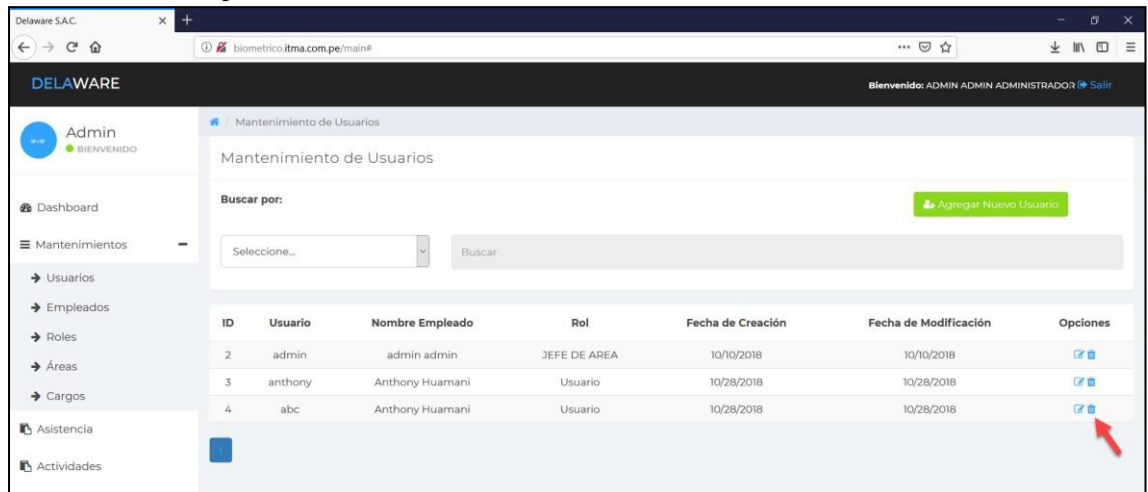 Delaware S.A.C.
biometrico.itma.com.pe/main#
DELAWARE
Bienvenido: ADMIN ADMIN ADMINISTRADOR Salir
Admin
BIENVENIDO
/ Mantenimiento de Usuarios
Mantenimiento de Usuarios
Dashboard
Buscar por:
Agregar Nuevo Usuario
Mantenimientos
Seleccione...
Buscar
Usuarios
Empleados
Roles
Áreas
Cargos
Asistencia
Actividades
ID Usuario Nombre Empleado Rol Fecha de Creación Fecha de Modificación Opciones
2 admin admin admin JEFE DE AREA 10/10/2018 10/10/2018
3 anthony Anthony Huamani Usuario 10/28/2018 10/28/2018
4 abc Anthony Huamani Usuario 10/28/2018 10/28/2018
1